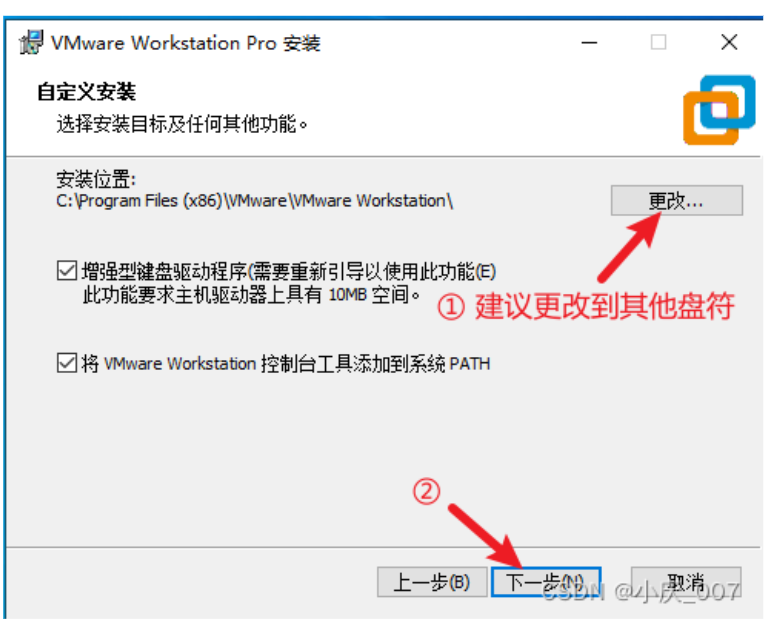 VMware Workstation Pro 安装
自定义安装
选择安装目标及任何其他功能。
安装位置:
C:\Program Files (x86)\VMware\VMware Workstation\
更改...
增强型键盘驱动程序(需要重新引导以使用此功能(E)
此功能要求主机驱动器上具有 10MB 空间。
① 建议更改到其他盘符
将 VMware Workstation 控制台工具添加到系统 PATH
②
上一步(B) 下一步(N) 取消
CSDN @小庆_007